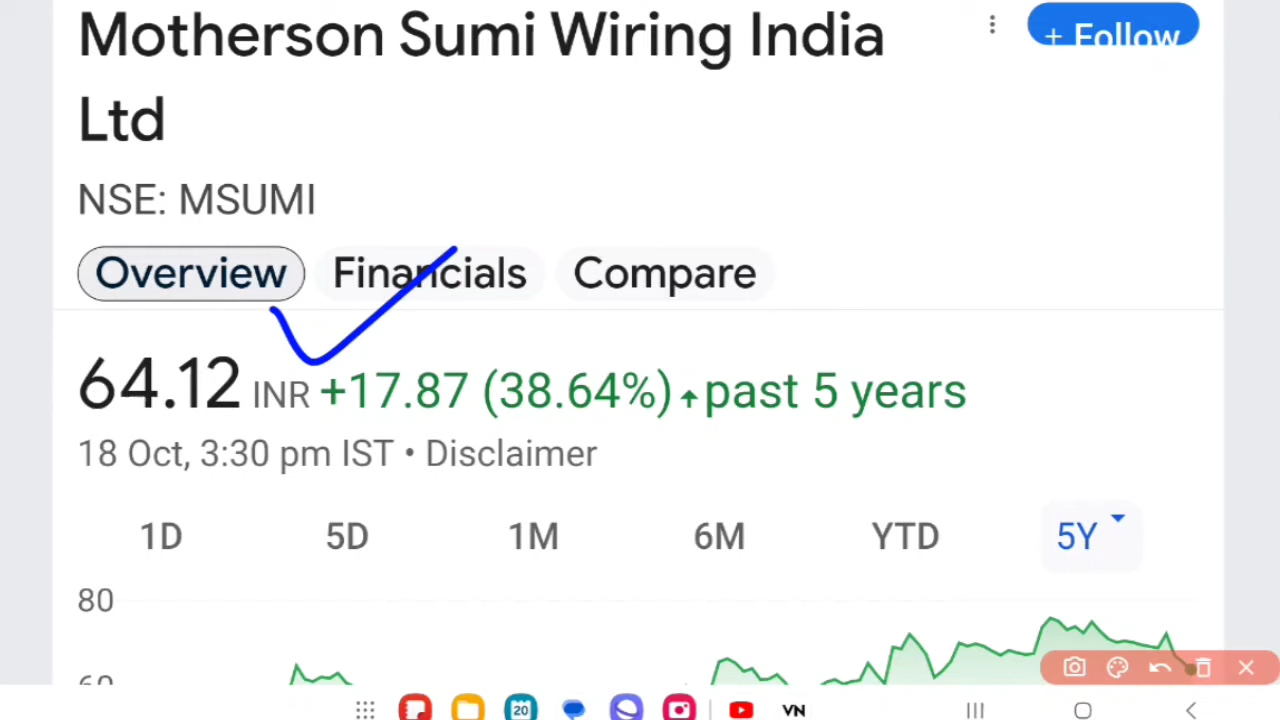 Motherson Sumi Wiring India
Ltd
+ Follow
NSE: MSUMI
Overview Financials Compare
64.12 INR +17.87 (38.64%) ↑ past 5 years
18 Oct, 3:30 pm IST • Disclaimer
1D 5D 1M 6M YTD 5Y
80
60
20 VN